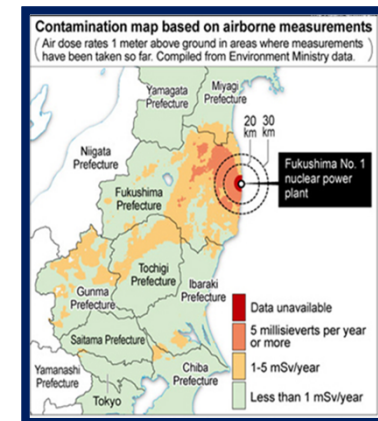 Contamination map based on airborne measurements
(Air dose rates 1 meter above ground in areas where measurements
have been taken so far. Compiled from Environment Ministry data.)
Yamagata
Prefecture
Miyagi
Prefecture
20
km
30
km
Niigata
Prefecture
Fukushima No. 1
nuclear power
plant
Fukushima
Prefecture
Tochigi
Prefecture
Ibaraki
Prefecture
Gunma
Prefecture
Data unavailable
5 millisieverts per year
or more
Saitama Prefecture
1-5 mSv/year
Yamanashi
Prefecture
Chiba
Prefecture
Less than 1 mSv/year
Tokyo